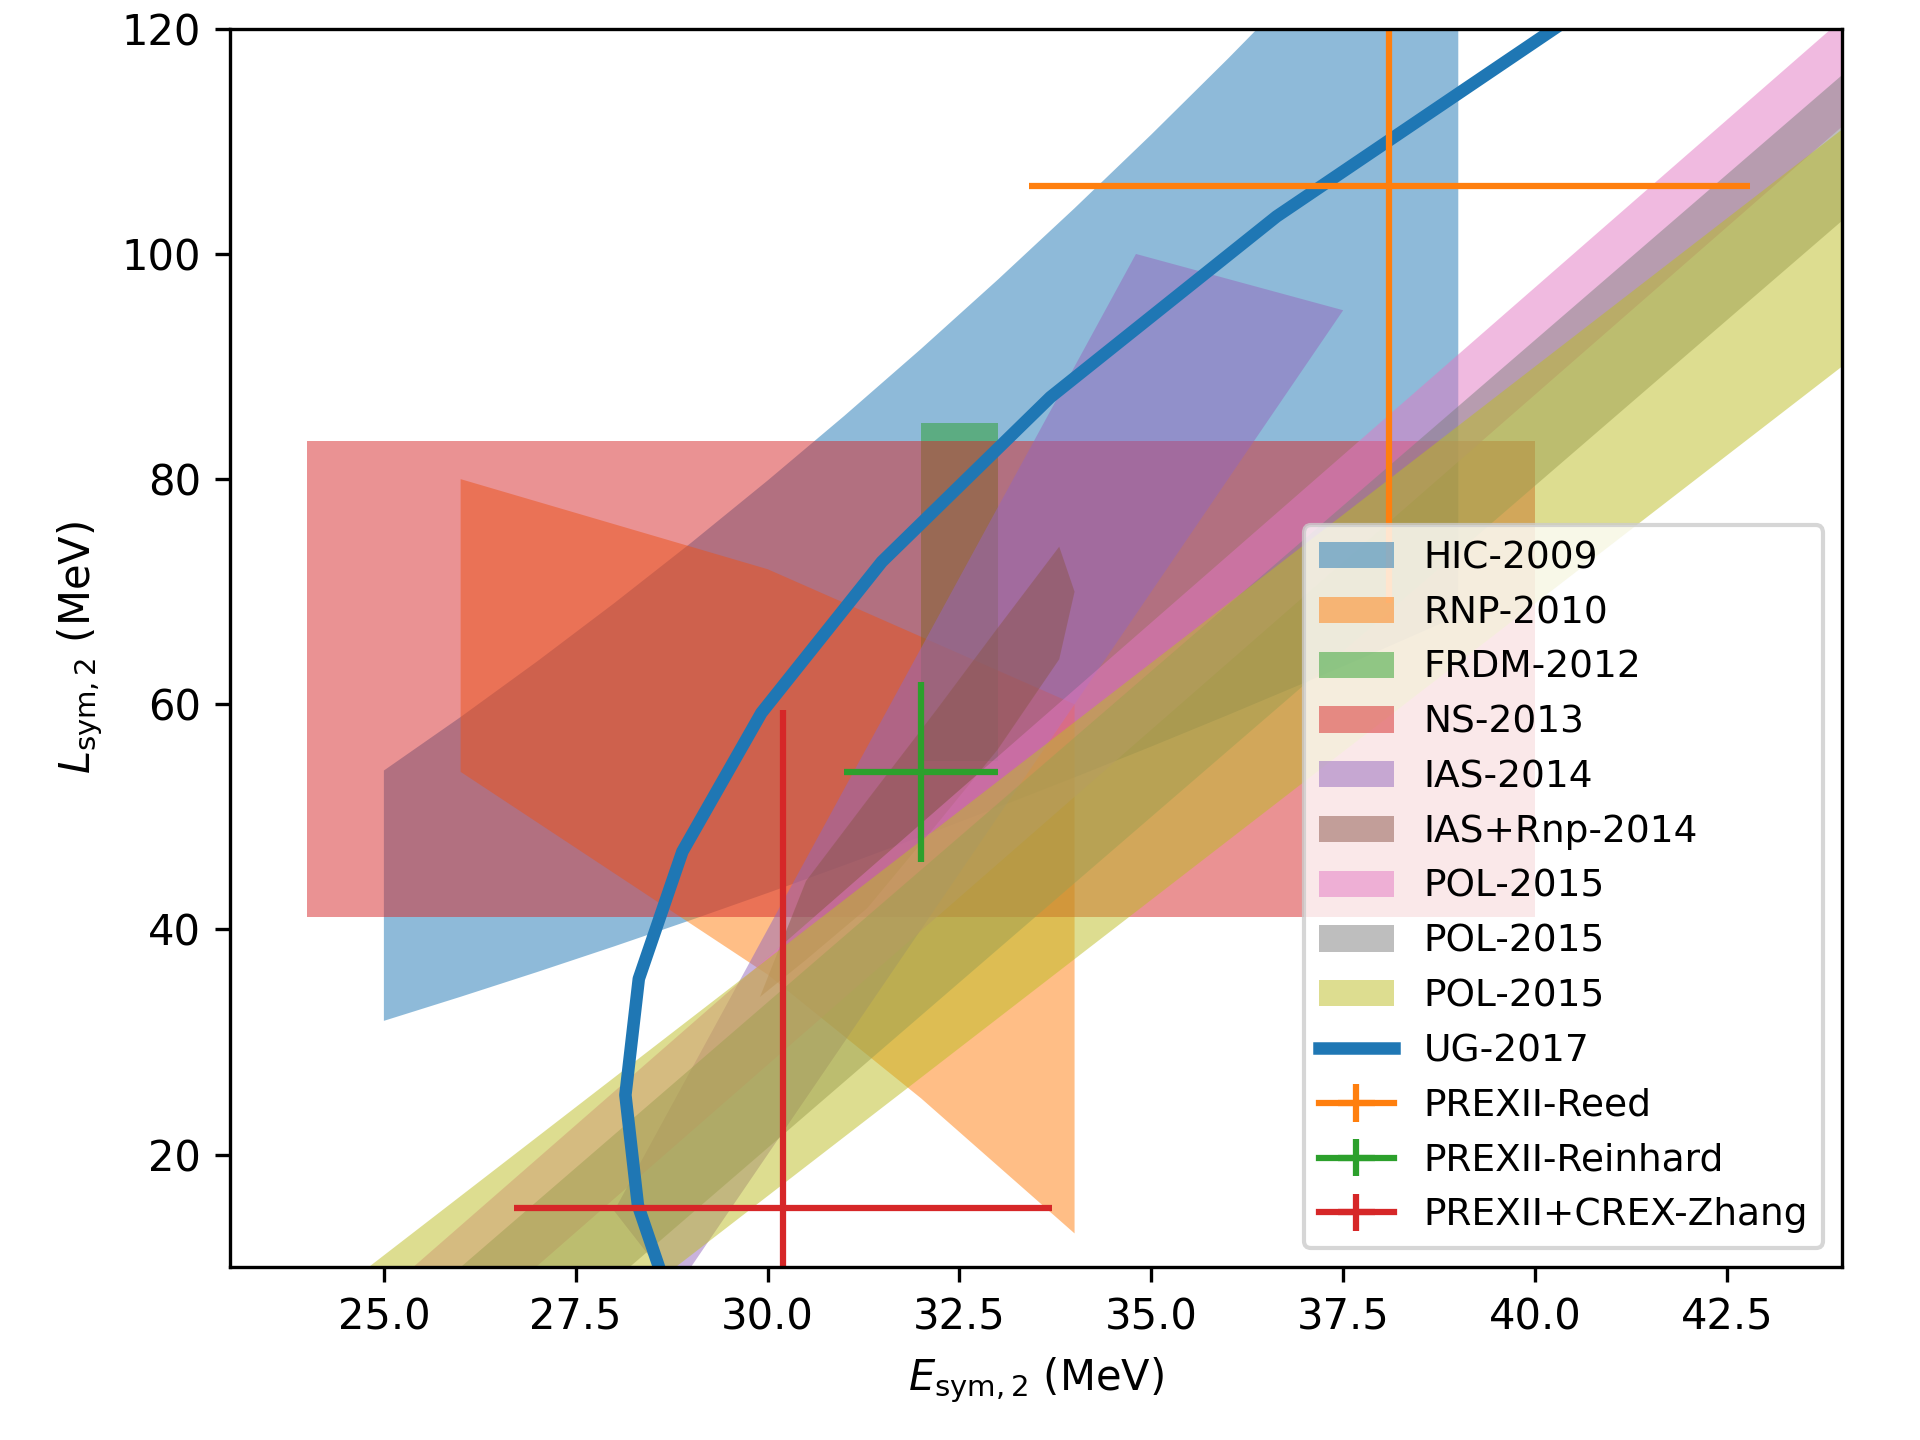 120
100
80
60
40
20
L_sym, 2 (MeV)
HIC-2009
RNP-2010
FRDM-2012
NS-2013
IAS-2014
IAS+Rnp-2014
POL-2015
POL-2015
POL-2015
UG-2017
PREXII-Reed
PREXII-Reinhard
PREXII+CREX-Zhang
25.0 27.5 30.0 32.5 35.0 37.5 40.0 42.5
E_sym, 2 (MeV)